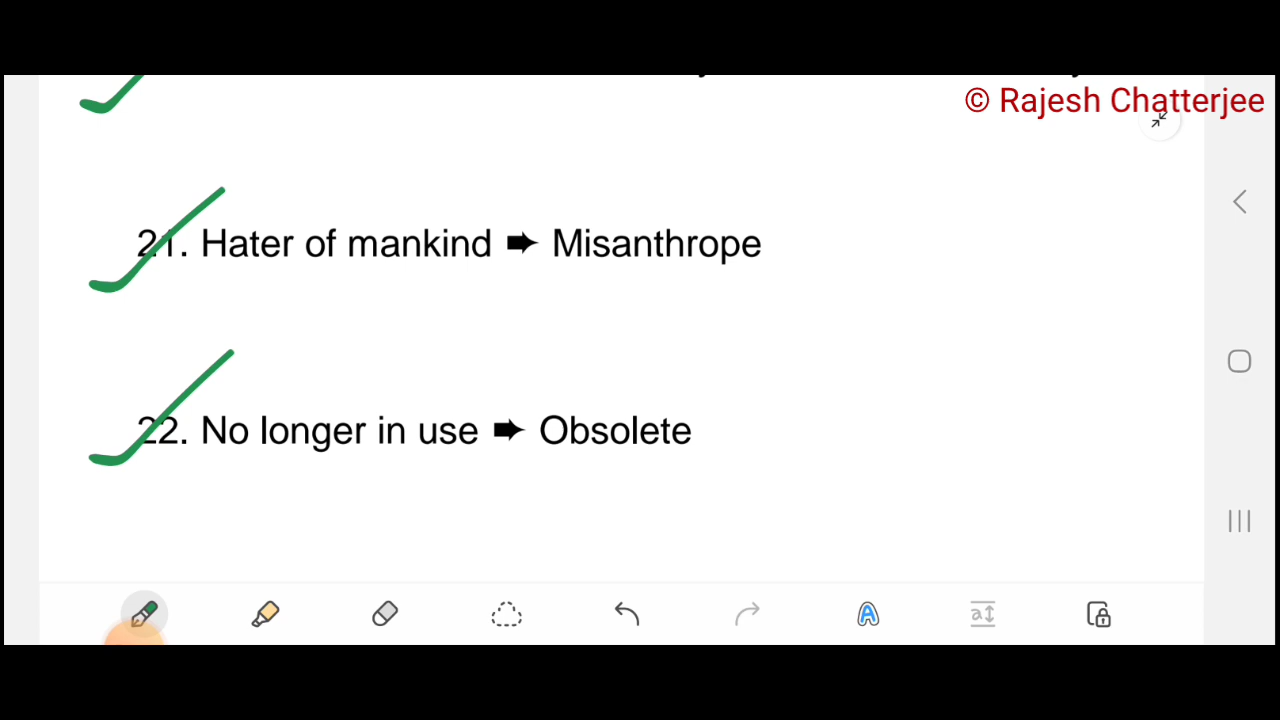 © Rajesh Chatterjee
21. Hater of mankind ➨ Misanthrope
22. No longer in use ➨ Obsolete